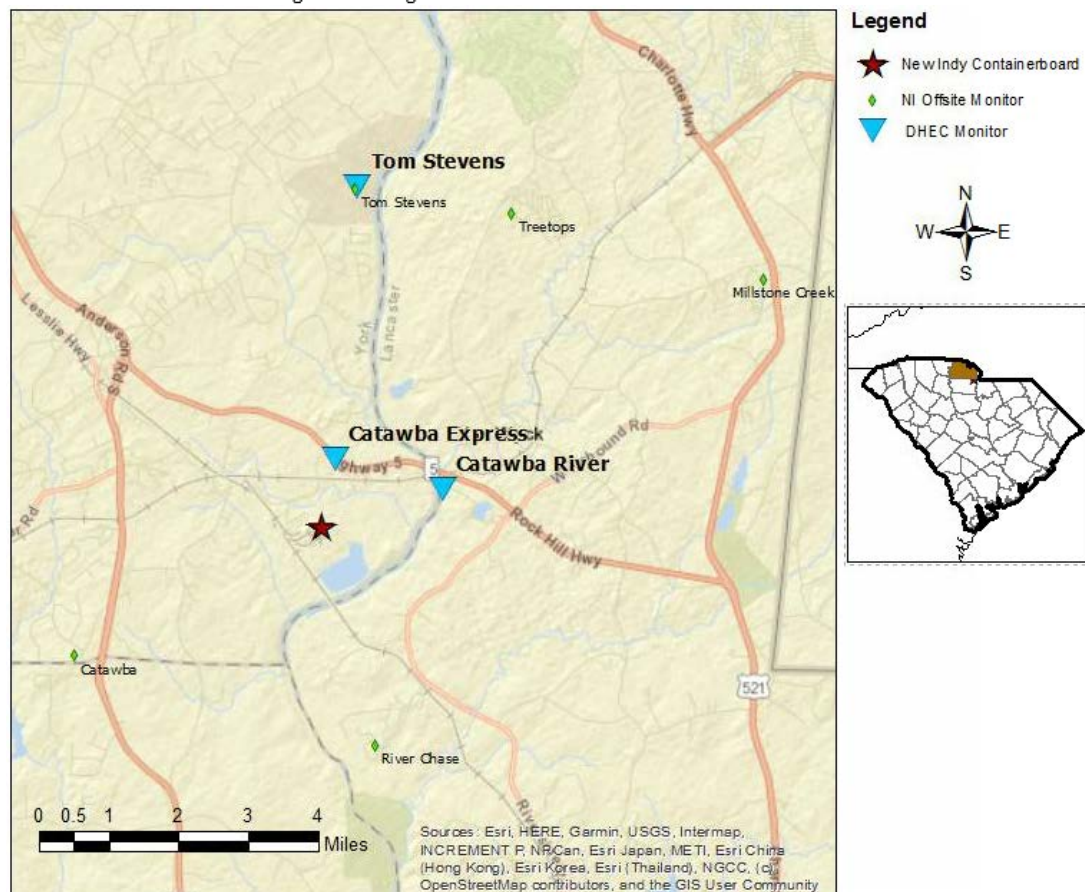 Legend
New Indy Containerboard
NI Offsite Monitor
DHEC Monitor
N
W
E
S
Charlotte Hwy
Tom Stevens
Tom Stevens
Treetops
Millstone Creek
Lesslie Hwy
Anderson Rd S
York
Lancaster
Catawba Express
Highway 5
5
Catawba River
Rock Hill Hwy
521
Catawba
River Chase
0 0.5 1 2 3 4
Miles
Sources: Esri, HERE, Garmin, USGS, Intermap,
INCREMENT P, NRCan, Esri Japan, METI, Esri China
(Hong Kong), Esri Korea, Esri (Thailand), NGCC, (c)
OpenStreetMap contributors, and the GIS User Community